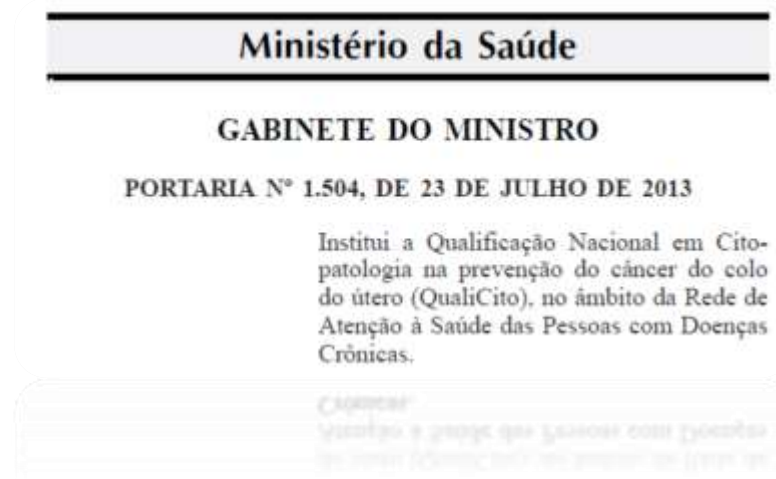 Ministério da Saúde
GABINETE DO MINISTRO
PORTARIA Nº 1.504, DE 23 DE JULHO DE 2013
Institui a Qualificação Nacional em Cito-
patologia na prevenção do câncer do colo
do útero (QualiCito), no âmbito da Rede de
Atenção à Saúde das Pessoas com Doenças
Crônicas.